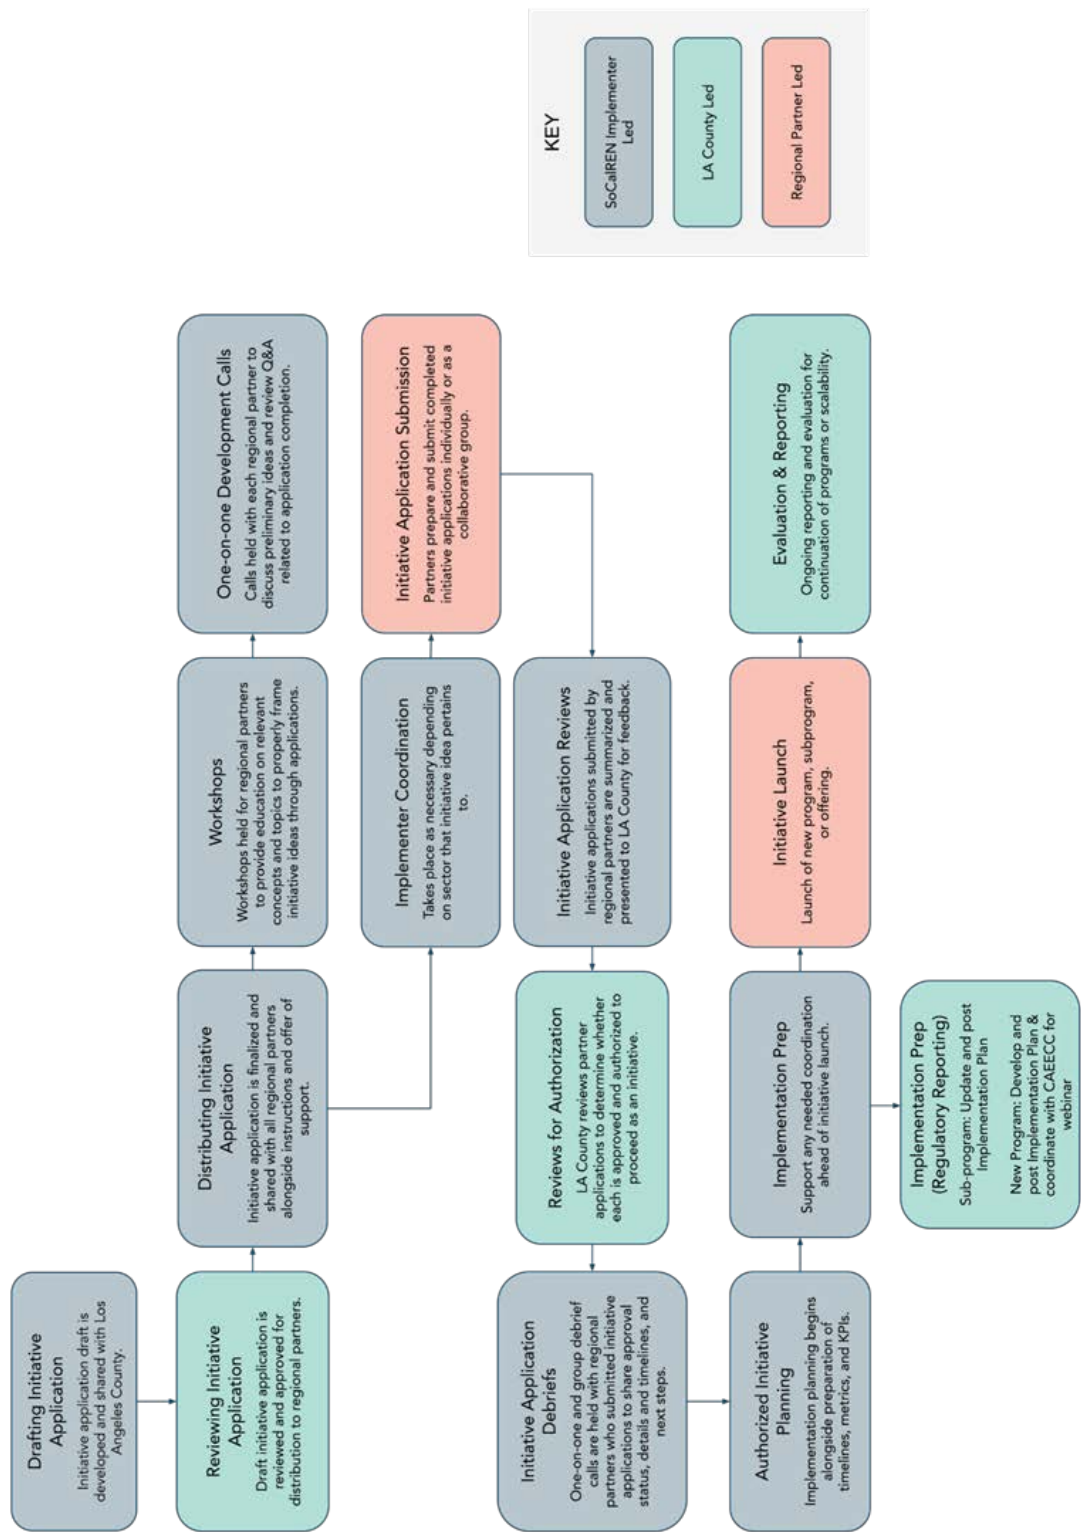 Drafting Initiative
Application
Initiative application draft is
developed and shared with Los
Angeles County.
Reviewing Initiative
Application
Draft initiative application is
reviewed and approved for
distribution to regional partners.
Distributing Initiative
Application
Initiative application is finalized and
shared with all regional partners
alongside instructions and offer of
support.
Workshops
Workshops held for regional partners
to provide education on relevant
concepts and topics to properly frame
initiative ideas through applications.
One-on-one Development Calls
Calls held with each regional partner to
discuss preliminary ideas and review Q&A
related to application completion.
Implementer Coordination
Takes place as necessary depending
on sector that initiative idea pertains
to.
Initiative Application Submission
Partners prepare and submit completed
initiative applications individually or as a
collaborative group.
Initiative Application Reviews
Initiative applications submitted by
regional partners are summarized and
presented to LA County for feedback.
Reviews for Authorization
LA County reviews partner
applications to determine whether
each is approved and authorized to
proceed as an initiative.
Initiative Application
Debriefs
One-on-one and group debrief
calls are held with regional
partners who submitted initiative
applications to share approval
status, details and timelines, and
next steps.
Authorized Initiative
Planning
Implementation planning begins
alongside preparation of
timelines, metrics, and KPIs.
Implementation Prep
Support any needed coordination
ahead of initiative launch.
Implementation Prep
(Regulatory Reporting)
Sub-program: Update and post
Implementation Plan
New Program: Develop and
post Implementation Plan &
coordinate with CAECC for
webinar
Initiative Launch
Launch of new program, subprogram,
or offering.
Evaluation & Reporting
Ongoing reporting and evaluation for
continuation of programs or scalability.
KEY
SoCalREN Implementer
Led
LA County Led
Regional Partner Led